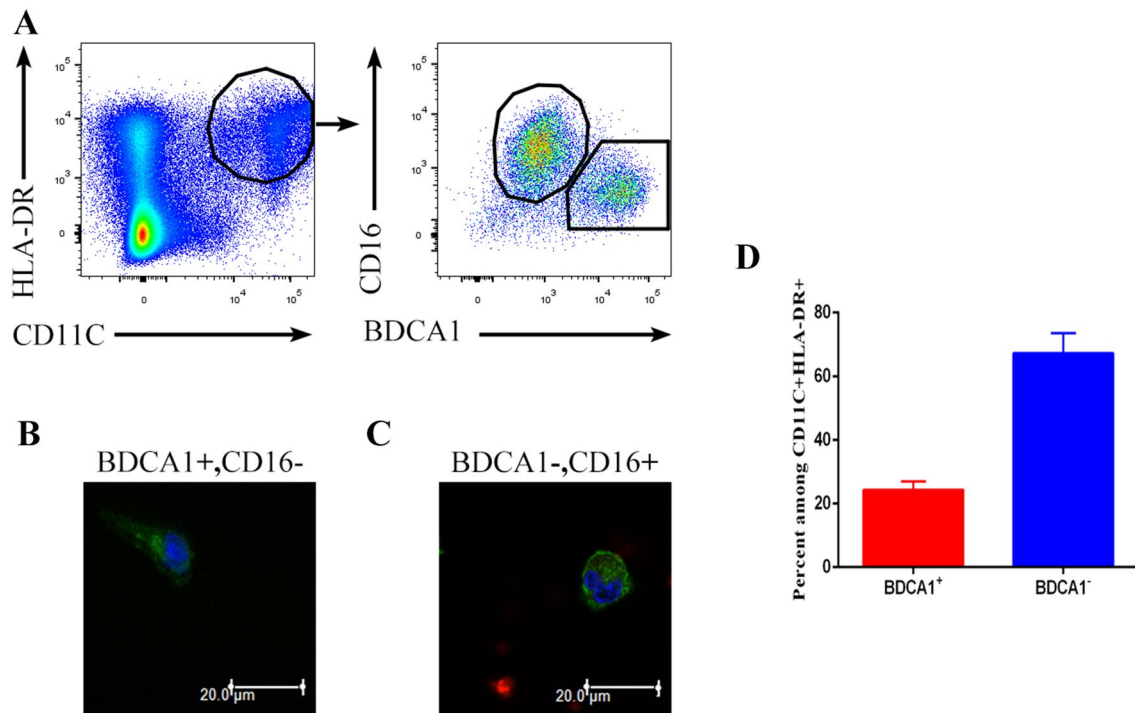 A
HLA-DR
10⁵
10⁴
10³
0
0
10⁴
10⁵
CD11C
CD16
10⁵
10⁴
10³
0
0
10³
10⁴
10⁵
BDCA1
B
BDCA1+,CD16-
20.0 µm
C
BDCA1-,CD16+
20.0 µm
D
Percent among CD11C+HLA-DR+
80
60
40
20
0
BDCA1⁺
BDCA1⁻